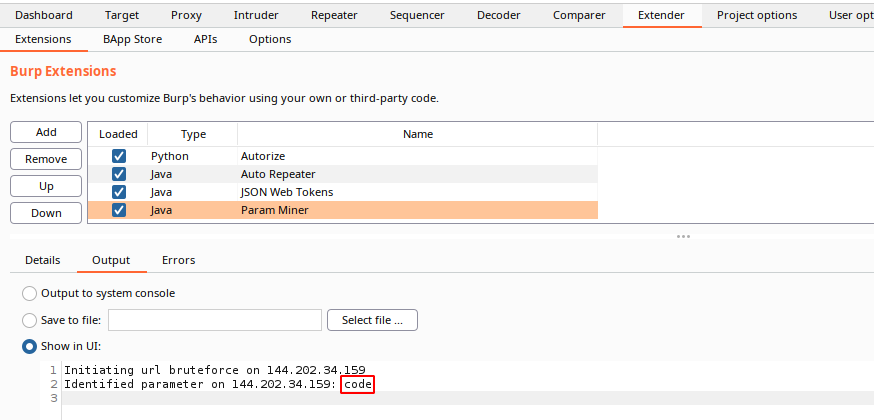 Dashboard Target Proxy Intruder Repeater Sequencer Decoder Comparer Extender Project options User opt
Extensions BApp Store APIs Options
Burp Extensions
Extensions let you customize Burp's behavior using your own or third-party code.
Add
Remove
Up
Down
Loaded Type Name
Python Autorize
Java Auto Repeater
Java JSON Web Tokens
Java Param Miner
Details Output Errors
Output to system console
Save to file: Select file ...
Show in UI:
1 Initiating url bruteforce on 144.202.34.159
2 Identified parameter on 144.202.34.159: code
3